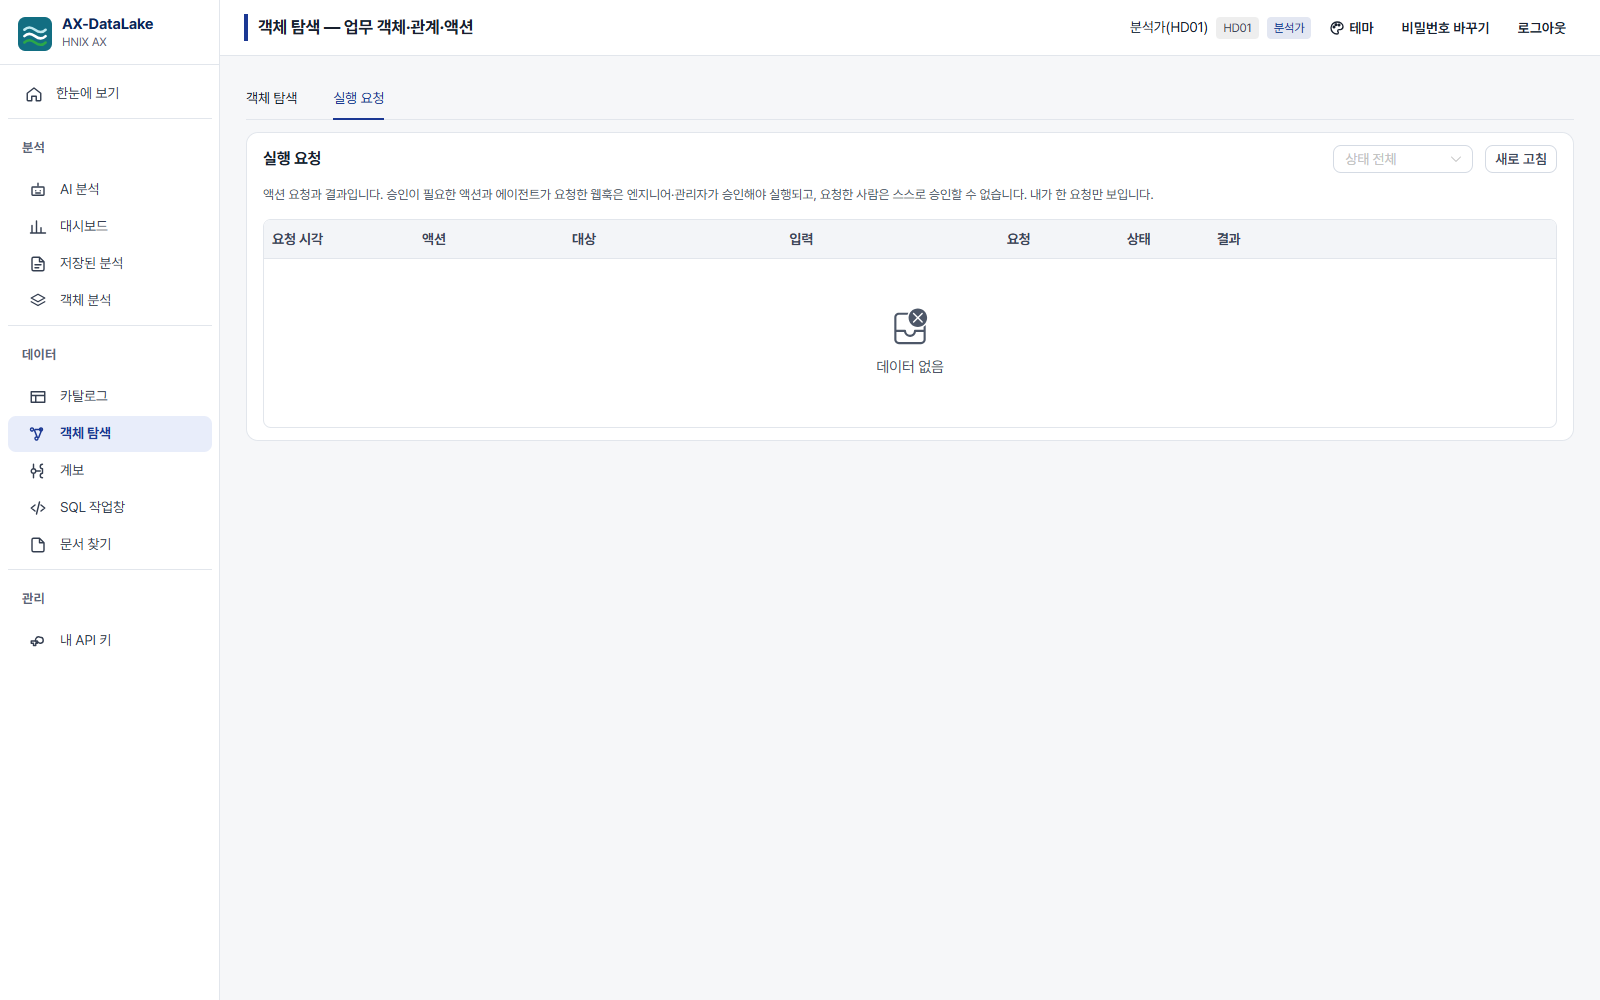 AX-DataLake
HNIX AX
객체 탐색 — 업무 객체·관계·액션
분석가(HD01)
HD01
분석가
테마
비밀번호 바꾸기
로그아웃
한눈에 보기
분석
AI 분석
대시보드
저장된 분석
객체 분석
데이터
카탈로그
객체 탐색
계보
SQL 작업창
문서 찾기
관리
내 API 키
객체 탐색
실행 요청
실행 요청
상태 전체
새로 고침
액션 요청과 결과입니다. 승인이 필요한 액션과 에이전트가 요청한 웹훅은 엔지니어·관리자가 승인해야 실행되고, 요청한 사람은 스스로 승인할 수 없습니다. 내가 한 요청만 보입니다.
요청 시각 액션 대상 입력 요청 상태 결과
데이터 없음